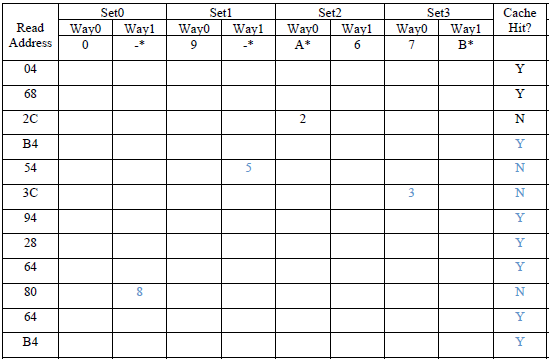 Read Address Set0 Set1 Set2 Set3 Cache Hit?
Way0 Way1 Way0 Way1 Way0 Way1 Way0 Way1
0 -* 9 -* A* 6 7 B*
04 Y
68 Y
2C 2 N
B4 Y
54 5 N
3C 3 N
94 Y
28 Y
64 Y
80 8 N
64 Y
B4 Y